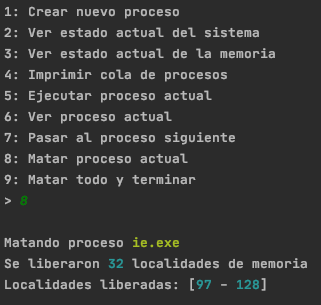 1: Crear nuevo proceso
2: Ver estado actual del sistema
3: Ver estado actual de la memoria
4: Imprimir cola de procesos
5: Ejecutar proceso actual
6: Ver proceso actual
7: Pasar al proceso siguiente
8: Matar proceso actual
9: Matar todo y terminar
> 8
Matando proceso ie.exe
Se liberaron 32 localidades de memoria
Localidades liberadas: [97 - 128]